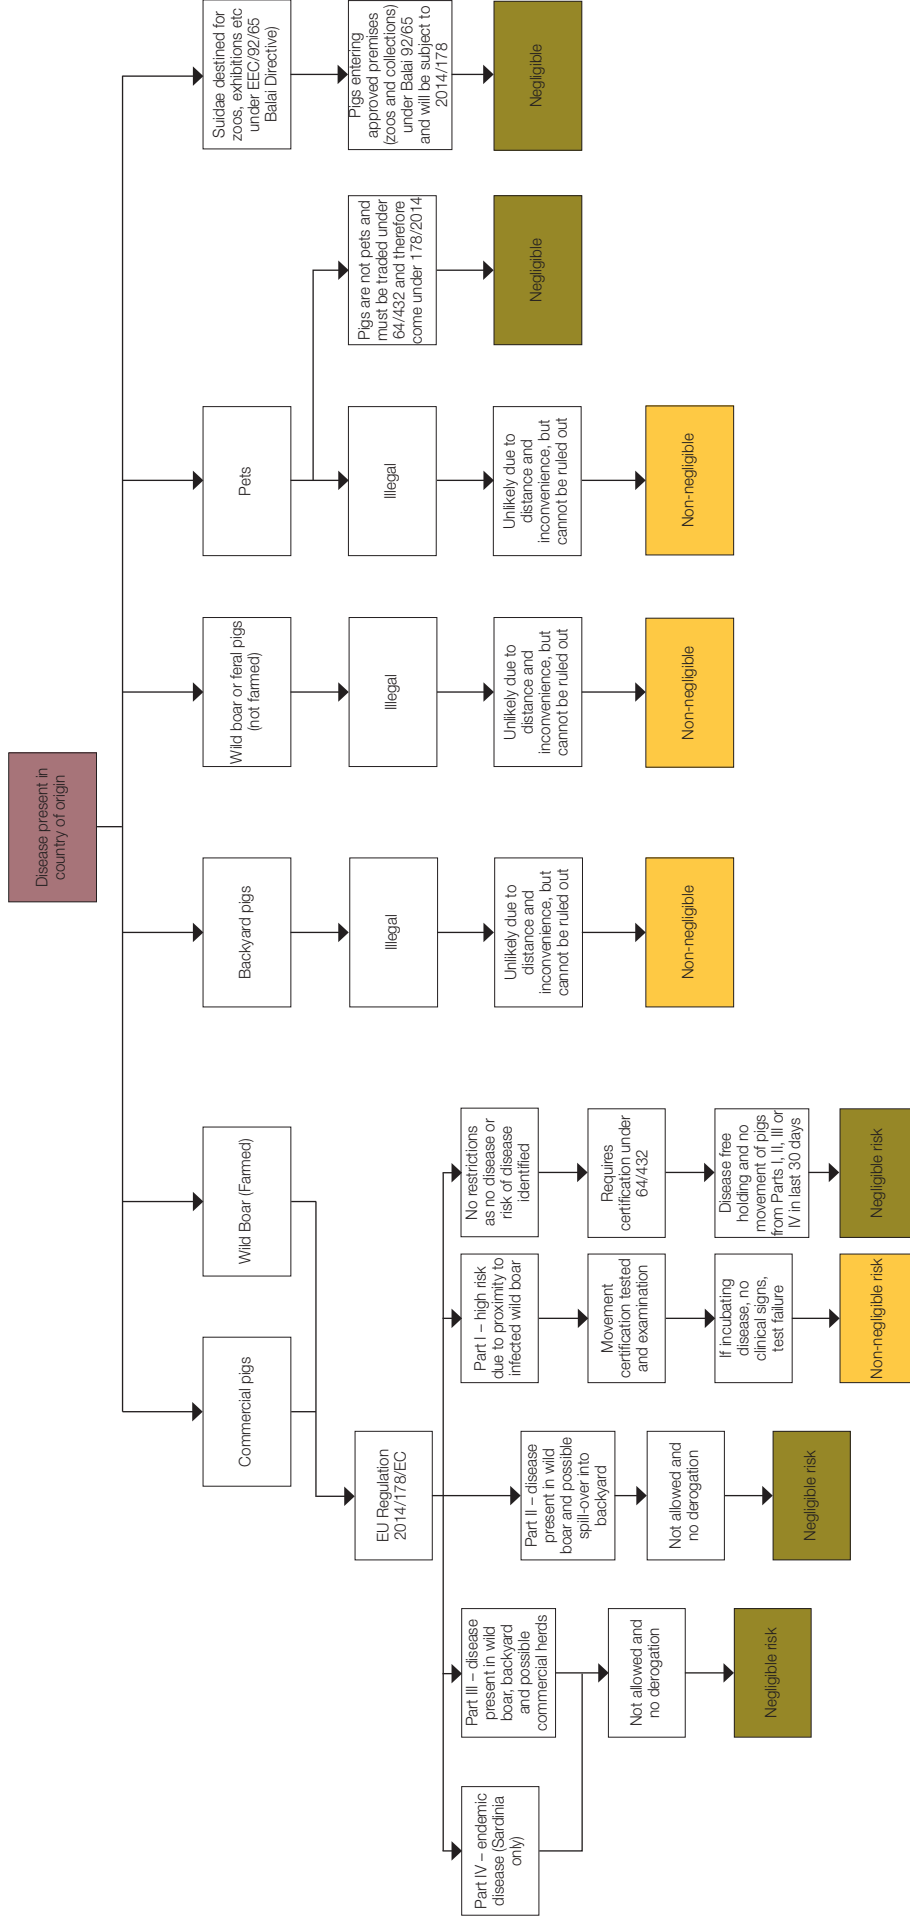 Disease present in
country of origin
Commercial pigs
Wild Boar (Farmed)
Backyard pigs
Wild boar or feral pigs
(not farmed)
Pets
Suidae destined for
zoos, exhibitions etc
under EEC/92/65
Balai Directive)
EU Regulation
2014/178/EC
Illegal
Illegal
Illegal
Pigs are not pets and
must be traded under
64/432 and therefore
come under 178/2014
Pigs entering
approved premises
(zoos and collections)
under Balai 92/65
and will be subject to
2014/178
Part IV – endemic
disease (Sardinia
only)
Part III – disease
present in wild
boar, backyard
and possible
commercial herds
Part II – disease
present in wild
boar and possible
spill-over into
backyard
Part I – high risk
due to proximity to
infected wild boar
No restrictions
as no disease or
risk of disease
identified
Unlikely due to
distance and
inconvenience, but
cannot be ruled out
Unlikely due to
distance and
inconvenience, but
cannot be ruled out
Unlikely due to
distance and
inconvenience, but
cannot be ruled out
Negligible
Negligible
Not allowed and
no derogation
Not allowed and
no derogation
Movement
certification tested
and examination
Requires
certification under
64/432
Non-negligible
Non-negligible
Non-negligible
Negligible risk
Negligible risk
If incubating
disease, no
clinical signs,
test failure
Disease free
holding and no
movement of pigs
from Parts I, II, III or
IV in last 30 days
Non-negligible risk
Negligible risk